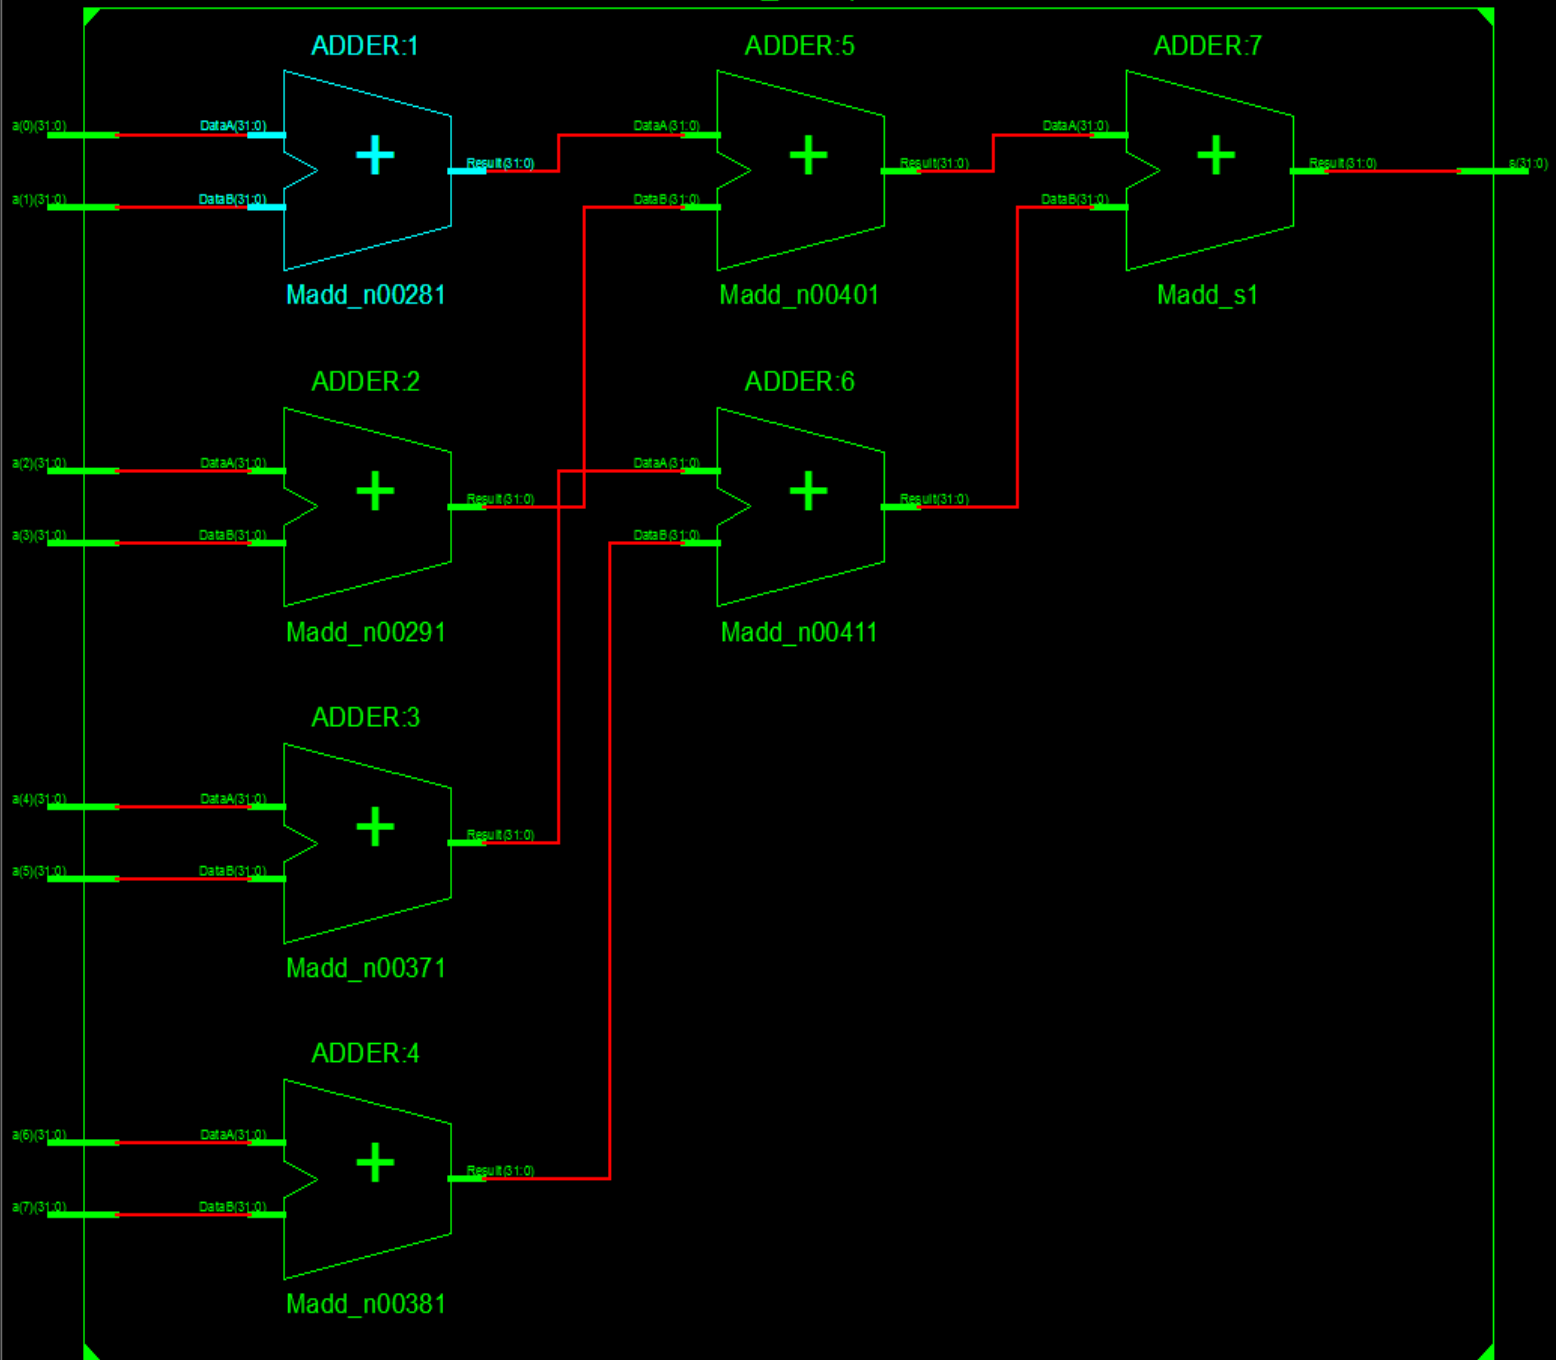 ADDER:1
ADDER:5
ADDER:7
a(0)(31:0)
DataA(31:0)
DataA(31:0)
DataA(31:0)
Result(31:0)
Result(31:0)
Result(31:0)
s(31:0)
a(1)(31:0)
DataB(31:0)
DataB(31:0)
DataB(31:0)
Madd_n00281
Madd_n00401
Madd_s1
ADDER:2
ADDER:6
a(2)(31:0)
DataA(31:0)
DataA(31:0)
Result(31:0)
Result(31:0)
a(3)(31:0)
DataB(31:0)
DataB(31:0)
Madd_n00291
Madd_n00411
ADDER:3
a(4)(31:0)
DataA(31:0)
Result(31:0)
a(5)(31:0)
DataB(31:0)
Madd_n00371
ADDER:4
a(6)(31:0)
DataA(31:0)
Result(31:0)
a(7)(31:0)
DataB(31:0)
Madd_n00381